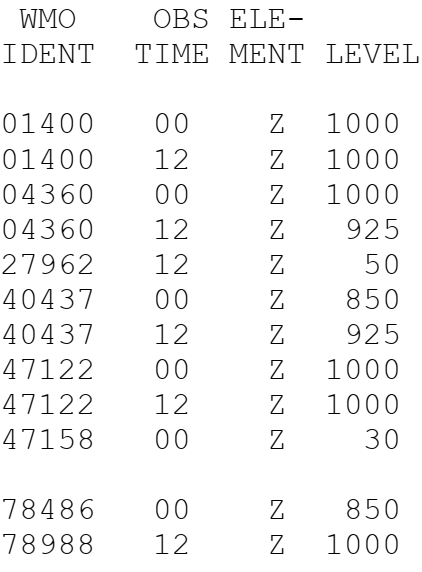 WMO OBS ELE-
IDENT TIME MENT LEVEL
01400 00 Z 1000
01400 12 Z 1000
04360 00 Z 1000
04360 12 Z 925
27962 12 Z 50
40437 00 Z 850
40437 12 Z 925
47122 00 Z 1000
47122 12 Z 1000
47158 00 Z 30
78486 00 Z 850
78988 12 Z 1000